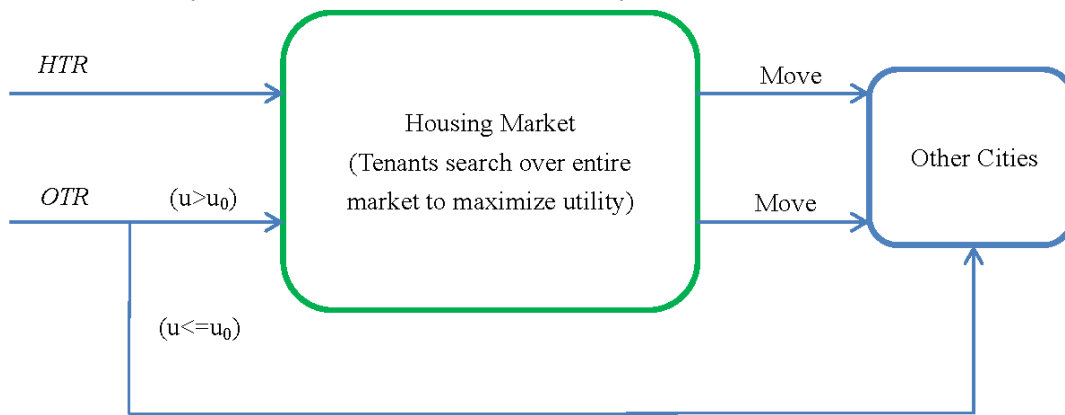 HTR
Move
Housing Market
(Tenants search over entire
market to maximize utility)
Other Cities
OTR
(u>u₀)
Move
(u<=u₀)